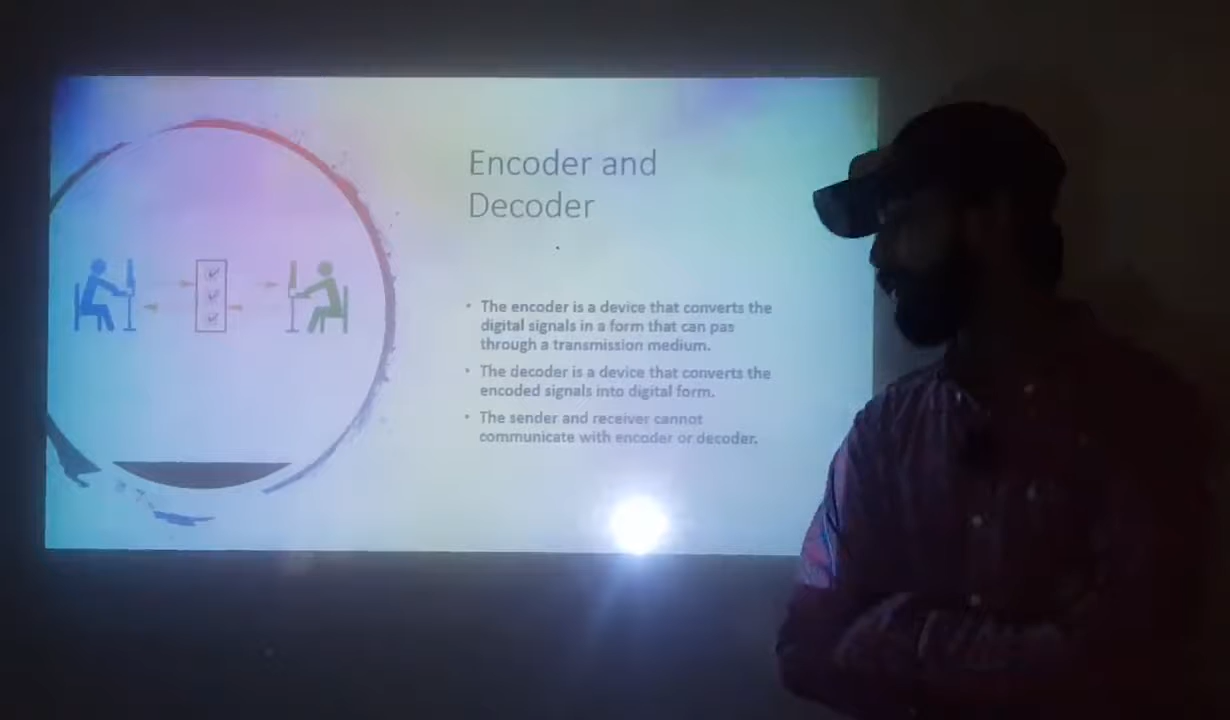 Encoder and
Decoder
• The encoder is a device that converts the
digital signals in a form that can pas
through a transmission medium.
• The decoder is a device that converts the
encoded signals into digital form.
• The sender and receiver cannot
communicate with encoder or decoder.